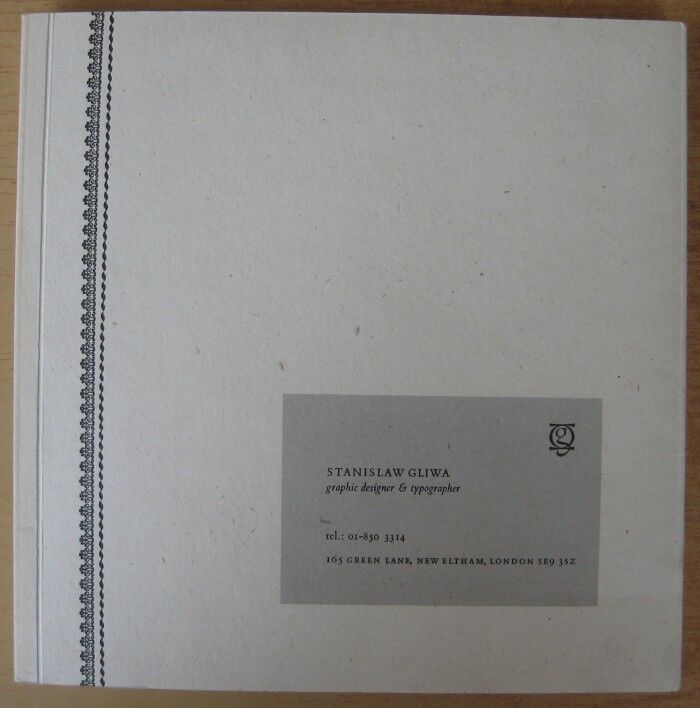 g
STANISLAW GLIWA
graphic designer & typographer
tel.: 01-850 3314
165 GREEN LANE, NEW ELTHAM, LONDON SE9 3SZ